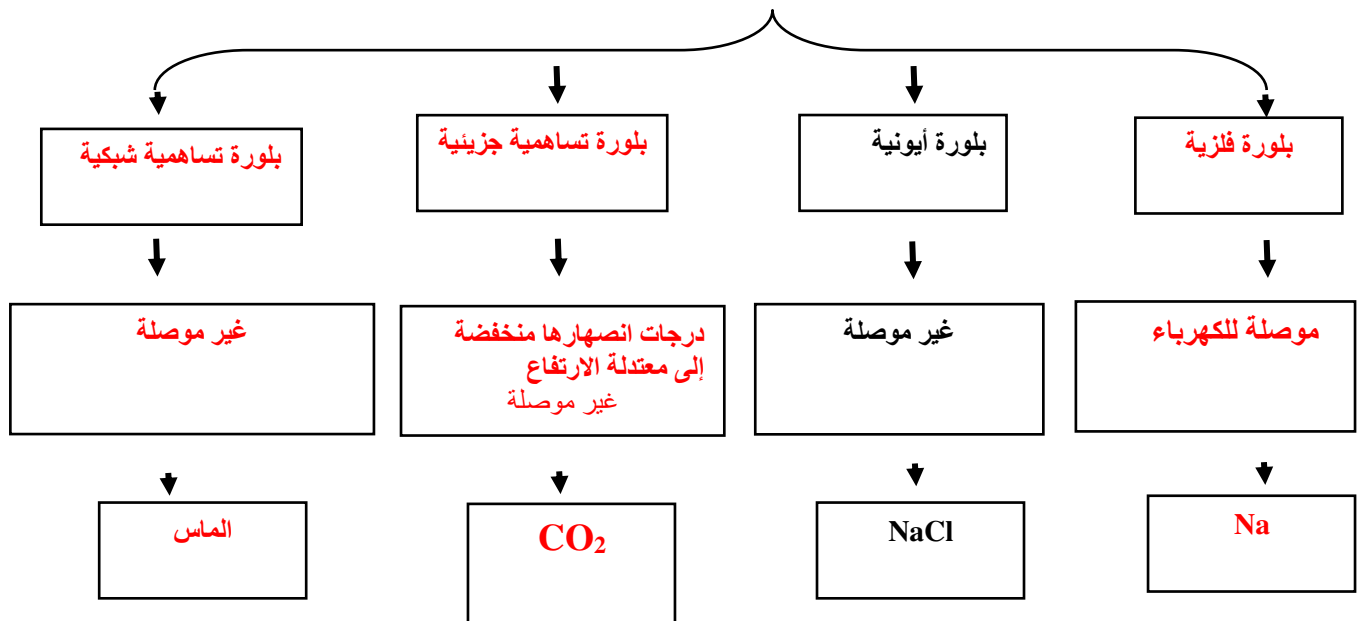 بلورة فلزية
بلورة أيونية
بلورة تساهمية جزيئية
بلورة تساهمية شبكية
موصلة للكهرباء
غير موصلة
درجات انصهارها منخفضة
إلى معتدلة الارتفاع
غير موصلة
غير موصلة
Na
NaCl
CO₂
الماس